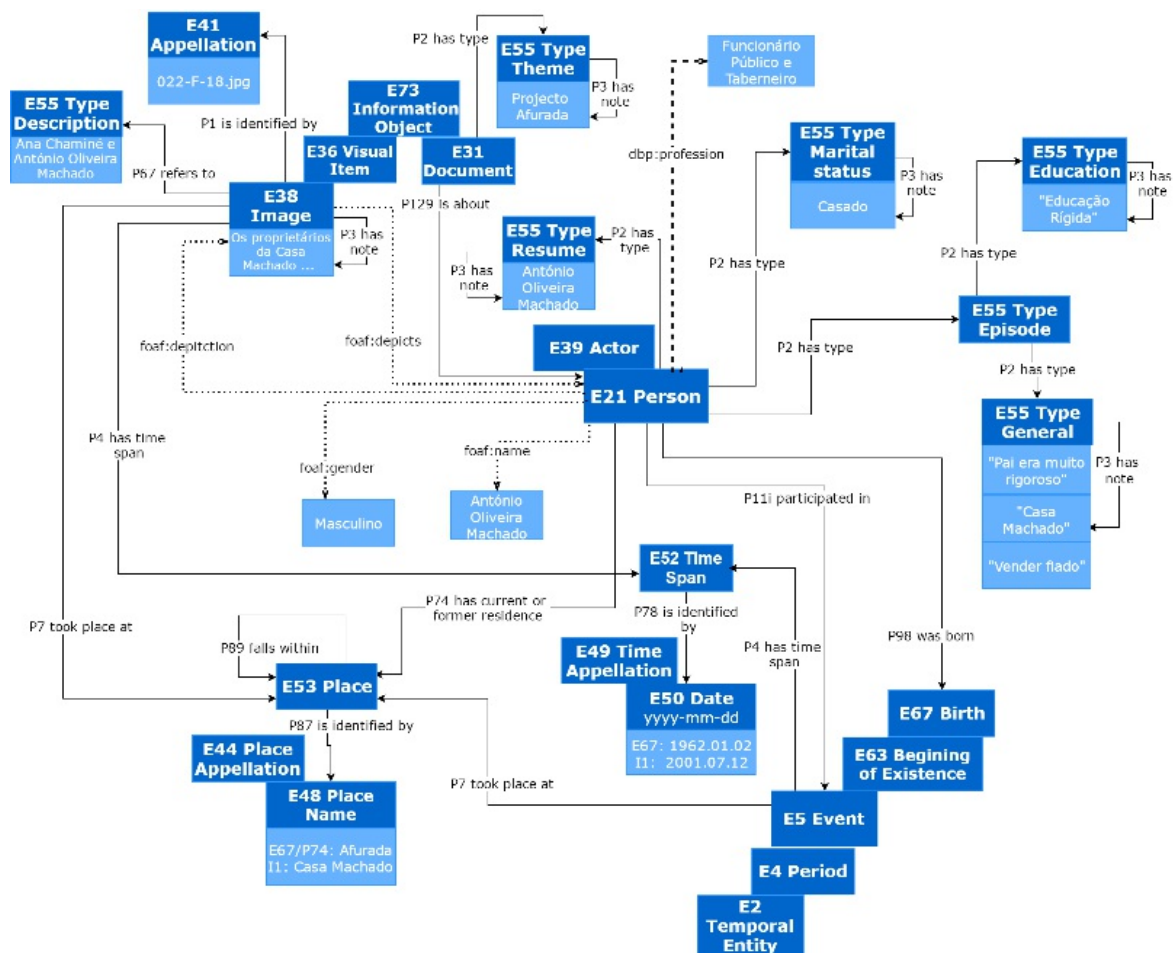 E41
Appellation
022-F-18.jpg
P1 is identified by
E55 Type
Description
Ana Chaminé e
António Oliveira
Machado
P67 refers to
E73
Information
Object
E36 Visual
Item
E31
Document
P2 has type
E55 Type
Theme
Projecto
Afurada
P3 has
note
Funcionário
Público e
Taberneiro
dbp:profession
E55 Type
Marital
status
Casado
P3 has
note
P2 has type
E55 Type
Education
"Educação
Rígida"
P3 has
note
P2 has type
E38
Image
Os proprietários
da Casa
Machado ...
P3 has
note
P129 is about
E55 Type
Resume
António
Oliveira
Machado
P3 has
note
P2 has
type
foaf:depitction
foaf:depicts
E39 Actor
E21 Person
P2 has type
E55 Type
Episode
P2 has type
E55 Type
General
"Pai era muito
rigoroso"
"Casa
Machado"
"Vender fiado"
P3 has
note
P4 has time
span
foaf:gender
Masculino
foaf:name
António
Oliveira
Machado
P11i participated in
E52 Time
Span
P7 took place at
P74 has current or
former residence
P78 is identified
by
P89 falls within
E53 Place
P87 is identified by
E49 Time
Appellation
E50 Date
yyyy-mm-dd
E67: 1962.01.02
I1: 2001.07.12
P4 has time
span
P98 was born
E67 Birth
E63 Begining
of Existence
E44 Place
Appellation
E48 Place
Name
E67/P74: Afurada
I1: Casa Machado
P7 took place at
E5 Event
E4 Period
E2
Temporal
Entity